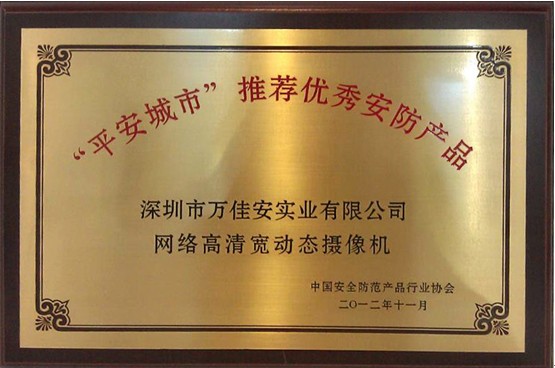 “平安城市”推荐优秀安防产品
深圳市万佳安实业有限公司
网络高清宽动态摄像机
中国安全防范产品行业协会
二〇一二年十一月